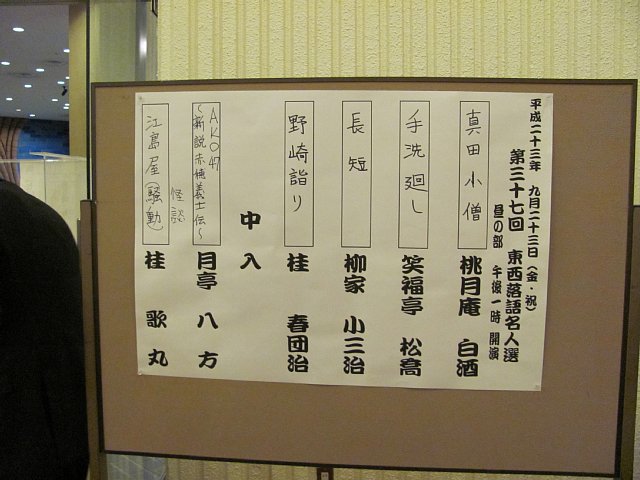 平成二十三年 九月二十三日(金・祝)
第三十七回 東西落語名人選
昼の部 午後一時 開演
真田小僧
桃月庵 白酒
手洗廻し
笑福亭 松喬
長短
柳家 小三治
野崎詣り
桂 春団治
中入
AKO47
〜新説赤穂義士伝〜
月亭 八方
怪談
江島屋騒動
桂 歌丸